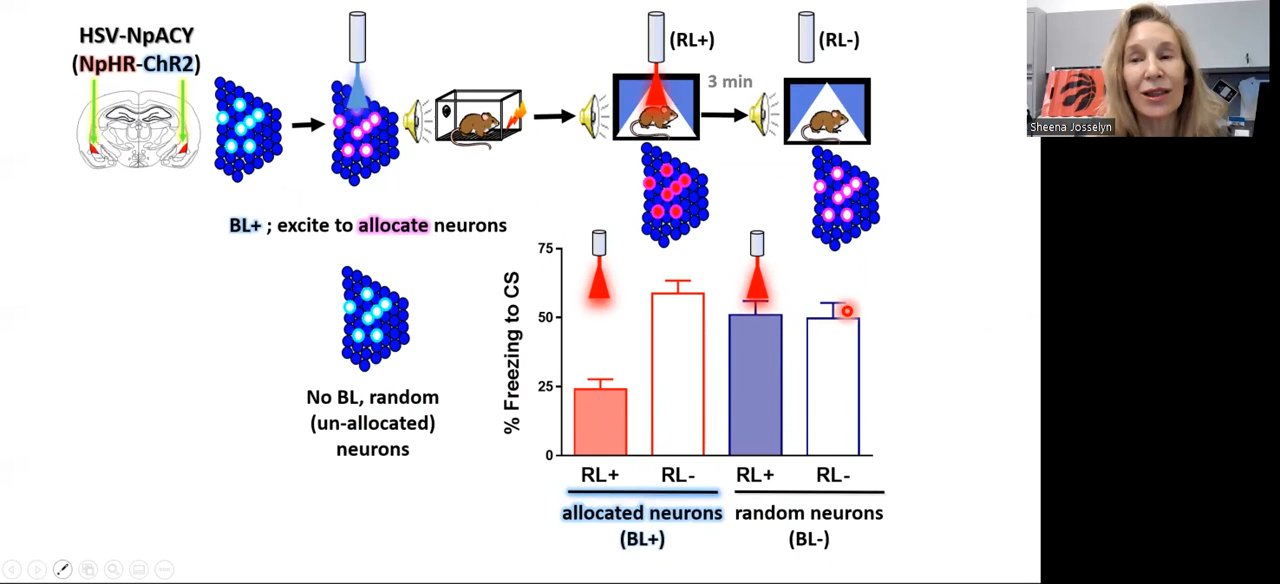 HSV-NpACY
(NpHR-ChR2)
(RL+)
3 min
(RL-)
Sheena Josselyn
BL+ ; excite to allocate neurons
No BL, random
(un-allocated)
neurons
% Freezing to CS
75
50
25
0
RL+ RL- RL+ RL-
allocated neurons random neurons
(BL+) (BL-)